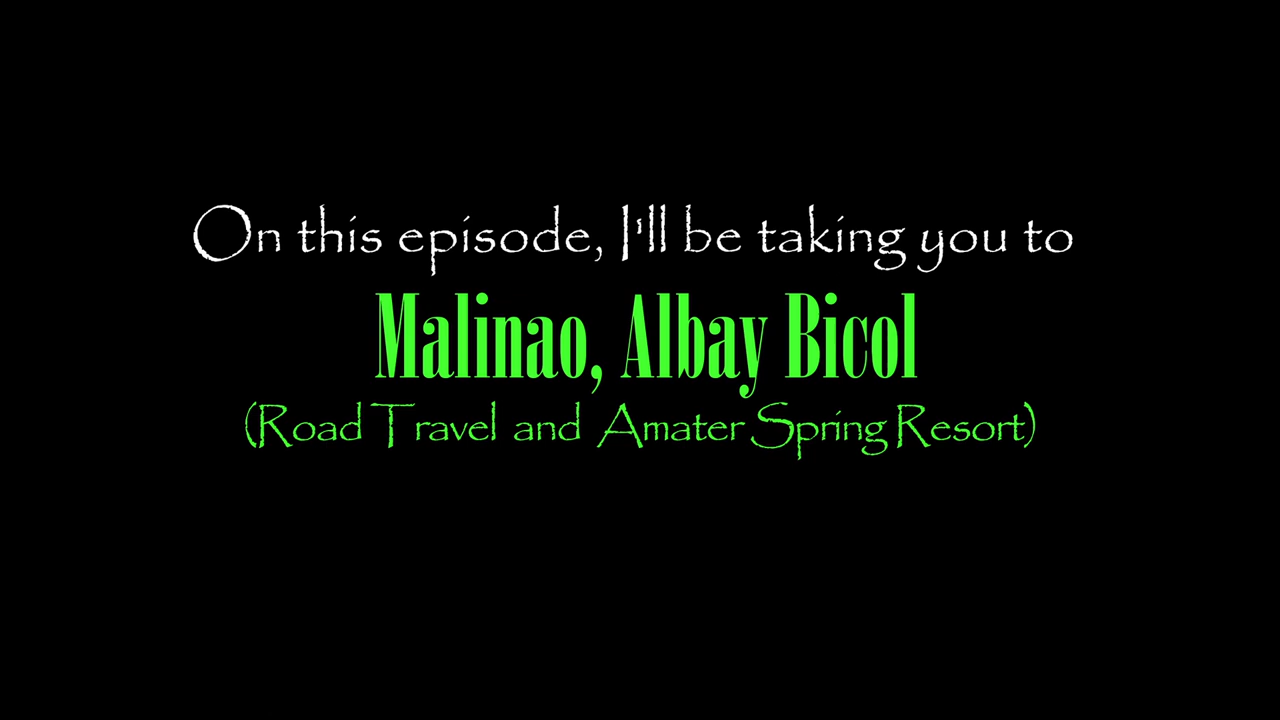 On this episode, I'll be taking you to
Malinao, Albay Bicol
(Road Travel and Amater Spring Resort)